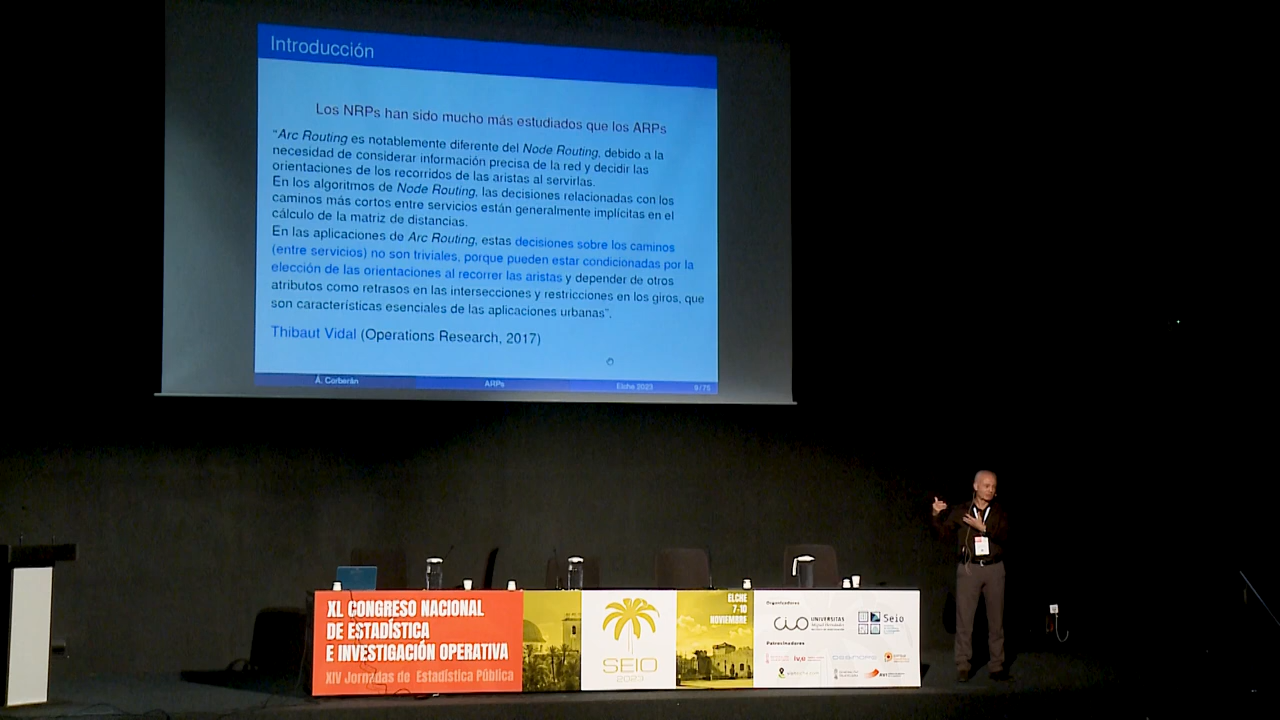 Introducción
Los NRPs han sido mucho más estudiados que los ARPs
“Arc Routing es notablemente diferente del Node Routing, debido a la
necesidad de considerar información precisa de la red y decidir las
orientaciones de los recorridos de las aristas al servirlas.
En los algoritmos de Node Routing, las decisiones relacionadas con los
caminos más cortos entre servicios están generalmente implícitas en el
cálculo de la matriz de distancias.
En las aplicaciones de Arc Routing, estas decisiones sobre los caminos
(entre servicios) no son triviales, porque pueden estar condicionadas por la
elección de las orientaciones al recorrer las aristas y depender de otros
atributos como retrasos en las intersecciones y restricciones en los giros, que
son características esenciales de las aplicaciones urbanas”.
Thibaut Vidal (Operations Research, 2017)
Á. Corberán
ARPs
Elche 2023
XL CONGRESO NACIONAL
DE ESTADÍSTICA
E INVESTIGACIÓN OPERATIVA
XIV Jornadas de Estadística Pública
SEIO
2023
ELCHE
7-10
NOVIEMBRE
Organizadores
CIO
UNIVERSITAS
Miguel Hernández
Seio
Patrocinadores